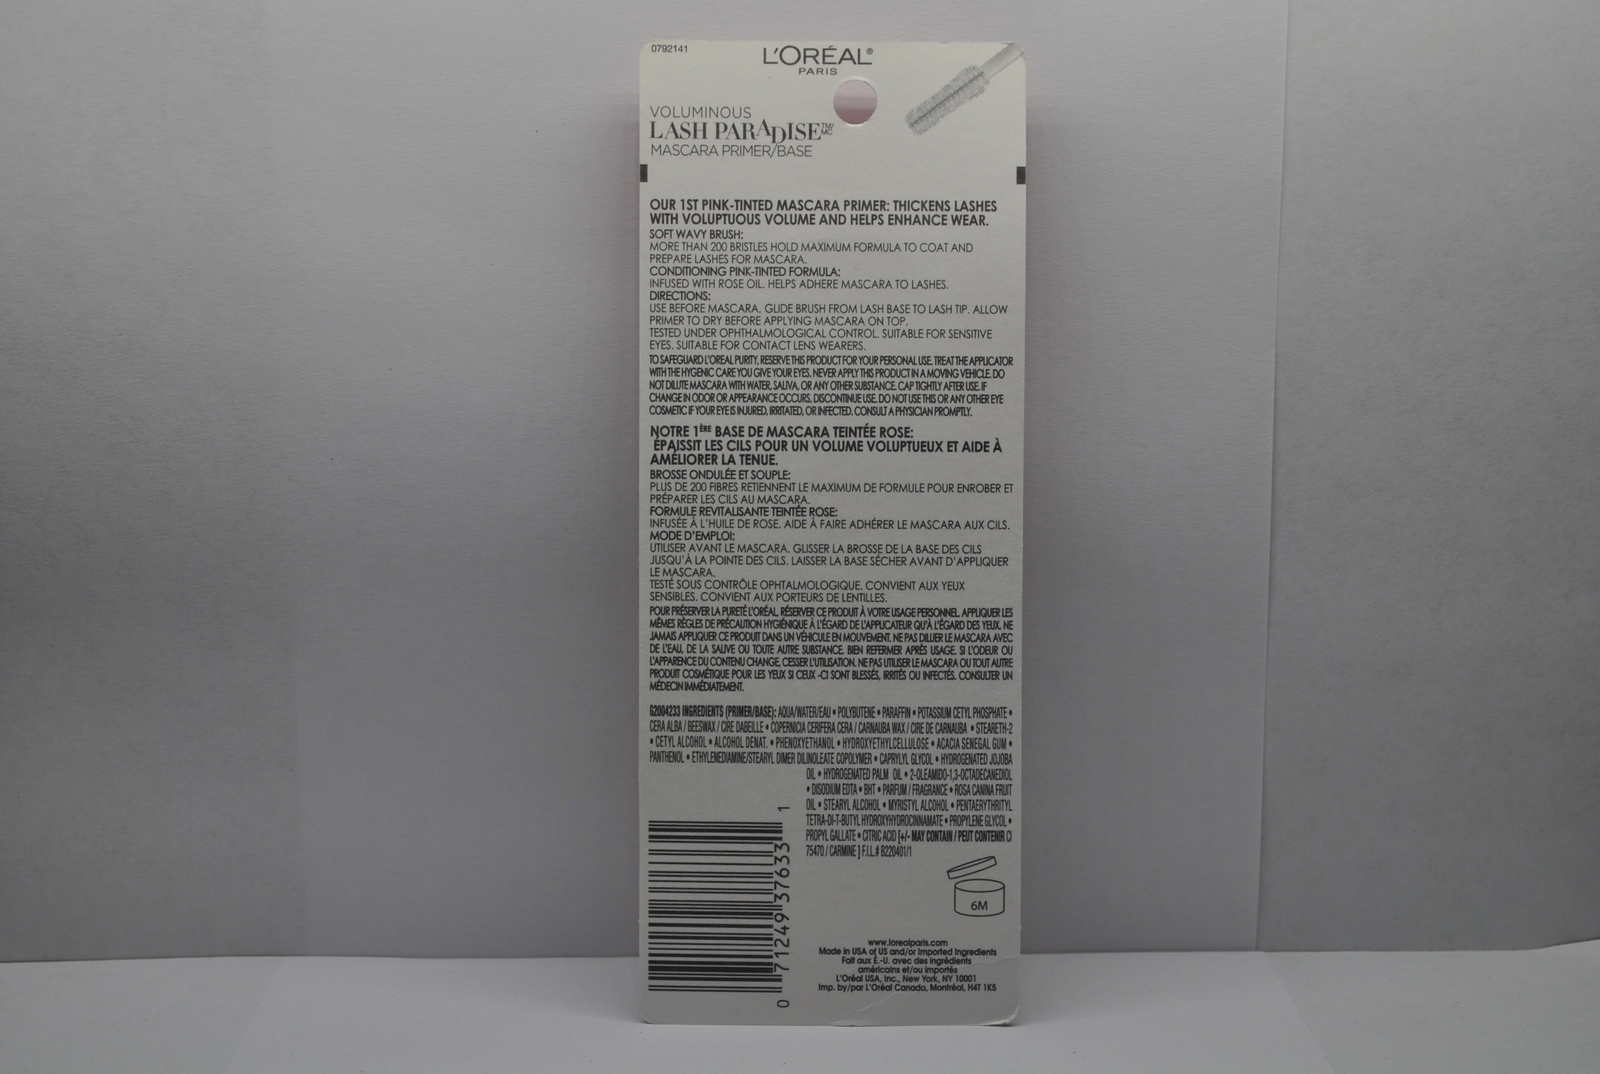 0792141
L'ORÉAL®
PARIS
VOLUMINOUS
LASH PARADISE™/MC
MASCARA PRIMER/BASE
OUR 1ST PINK-TINTED MASCARA PRIMER: THICKENS LASHES
WITH VOLUPTUOUS VOLUME AND HELPS ENHANCE WEAR.
SOFT WAVY BRUSH:
MORE THAN 200 BRISTLES HOLD MAXIMUM FORMULA TO COAT AND
PREPARE LASHES FOR MASCARA.
CONDITIONING PINK-TINTED FORMULA:
INFUSED WITH ROSE OIL. HELPS ADHERE MASCARA TO LASHES.
DIRECTIONS:
USE BEFORE MASCARA. GLIDE BRUSH FROM LASH BASE TO LASH TIP. ALLOW
PRIMER TO DRY BEFORE APPLYING MASCARA ON TOP.
TESTED UNDER OPHTHALMOLOGICAL CONTROL. SUITABLE FOR SENSITIVE
EYES. SUITABLE FOR CONTACT LENS WEARERS.
TO SAFEGUARD L'OREAL PURITY, RESERVE THIS PRODUCT FOR YOUR PERSONAL USE. TREAT THE APPLICATOR
WITH THE HYGENIC CARE YOU GIVE YOUR EYES. NEVER APPLY THIS PRODUCT IN A MOVING VEHICLE. DO
NOT DILUTE MASCARA WITH WATER, SALIVA, OR ANY OTHER SUBSTANCE. CAP TIGHTLY AFTER USE. IF
CHANGE IN ODOR OR APPEARANCE OCCURS, DISCONTINUE USE. DO NOT USE THIS OR ANY OTHER EYE
COSMETIC IF YOUR EYE IS INJURED, IRRITATED, OR INFECTED. CONSULT A PHYSICIAN PROMPTLY.
NOTRE 1ÈRE BASE DE MASCARA TEINTÉE ROSE:
ÉPAISSIT LES CILS POUR UN VOLUME VOLUPTUEUX ET AIDE À
AMÉLIORER LA TENUE.
BROSSE ONDULÉE ET SOUPLE:
PLUS DE 200 FIBRES RETIENNENT LE MAXIMUM DE FORMULE POUR ENROBER ET
PRÉPARER LES CILS AU MASCARA.
FORMULE REVITALISANTE TEINTÉE ROSE:
INFUSÉE À L'HUILE DE ROSE. AIDE À FAIRE ADHÉRER LE MASCARA AUX CILS.
MODE D'EMPLOI:
UTILISER AVANT LE MASCARA. GLISSER LA BROSSE DE LA BASE DES CILS
JUSQU'À LA POINTE DES CILS. LAISSER LA BASE SÉCHER AVANT D'APPLIQUER
LE MASCARA.
TESTÉ SOUS CONTRÔLE OPHTALMOLOGIQUE. CONVIENT AUX YEUX
SENSIBLES. CONVIENT AUX PORTEURS DE LENTILLES.
POUR PRÉSERVER LA PURETÉ L'ORÉAL, RÉSERVER CE PRODUIT À VOTRE USAGE PERSONNEL. APPLIQUER LES
MÊMES RÈGLES DE PRÉCAUTION HYGIÉNIQUE À L'ÉGARD DE L'APPLICATEUR QU'À L'ÉGARD DES YEUX. NE
JAMAIS APPLIQUER CE PRODUIT DANS UN VÉHICULE EN MOUVEMENT. NE PAS DILUER LE MASCARA AVEC
DE L'EAU, DE LA SALIVE OU TOUTE AUTRE SUBSTANCE. BIEN REFERMER APRÈS USAGE. SI L'ODEUR OU
L'APPARENCE DU CONTENU CHANGE, CESSER L'UTILISATION. NE PAS UTILISER LE MASCARA OU TOUT AUTRE
PRODUIT COSMÉTIQUE POUR LES YEUX SI CEUX -CI SONT BLESSÉS, IRRITÉS OU INFECTÉS. CONSULTER UN
MÉDECIN IMMÉDIATEMENT.
G2004233 INGREDIENTS (PRIMER/BASE): AQUA/WATER/EAU • POLYBUTENE • PARAFFIN • POTASSIUM CETYL PHOSPHATE •
CERA ALBA / BEESWAX / CIRE DABEILLE • COPERNICIA CERIFERA CERA / CARNAUBA WAX / CIRE DE CARNAUBA • STEARETH-2
• CETYL ALCOHOL • ALCOHOL DENAT. • PHENOXYETHANOL • HYDROXYETHYLCELLULOSE • ACACIA SENEGAL GUM •
PANTHENOL • ETHYLENEDIAMINE/STEARYL DIMER DILINOLEATE COPOLYMER • CAPRYLYL GLYCOL • HYDROGENATED JOJOBA
OIL • HYDROGENATED PALM OIL • 2-OLEAMIDO-1,3-OCTADECANEDIOL
• DISODIUM EDTA • BHT • PARFUM / FRAGRANCE • ROSA CANINA FRUIT
OIL • STEARYL ALCOHOL • MYRISTYL ALCOHOL • PENTAERYTHRITYL
TETRA-DI-T-BUTYL HYDROXYHYDROCINNAMATE • PROPYLENE GLYCOL •
PROPYL GALLATE • CITRIC ACID [+/- MAY CONTAIN / PEUT CONTENIR CI
75470 / CARMINE ] F.I.L.# B220401/1
0 71249 37633 1
6M
www.lorealparis.com
Made in USA of US and/or imported ingredients
Fait aux É.-U. avec des ingrédients
américains et/ou importés
L'Oréal USA, Inc., New York, NY 10001
Imp. by/par L'Oréal Canada, Montréal, H4T 1K5